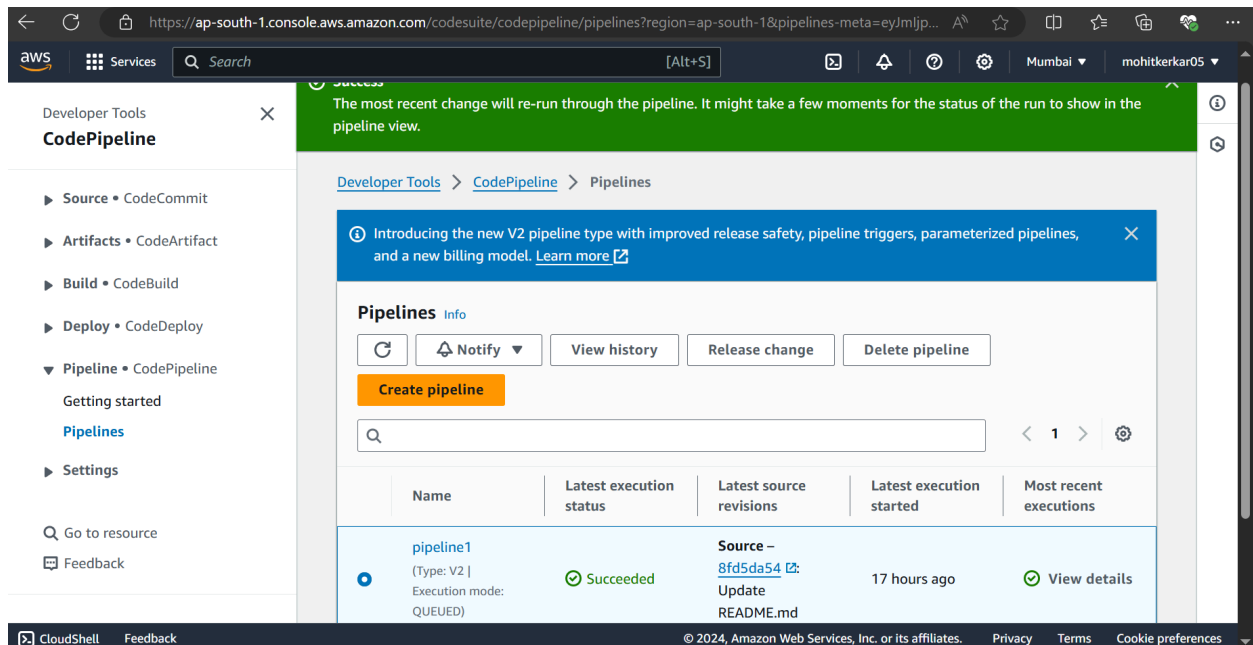 https://ap-south-1.console.aws.amazon.com/codesuite/codepipeline/pipelines?region=ap-south-1&pipelines-meta=eyJmIjp...
aws Services Search [Alt+S] Mumbai mohitkerkar05
Success
The most recent change will re-run through the pipeline. It might take a few moments for the status of the run to show in the
pipeline view.
Developer Tools
CodePipeline
Source • CodeCommit
Artifacts • CodeArtifact
Build • CodeBuild
Deploy • CodeDeploy
Pipeline • CodePipeline
Getting started
Pipelines
Settings
Go to resource
Feedback
Developer Tools > CodePipeline > Pipelines
Introducing the new V2 pipeline type with improved release safety, pipeline triggers, parameterized pipelines,
and a new billing model. Learn more
Pipelines Info
Notify View history Release change Delete pipeline
Create pipeline
1
Name
Latest execution
status
Latest source
revisions
Latest execution
started
Most recent
executions
pipeline1
(Type: V2 |
Execution mode:
QUEUED)
Succeeded
Source –
8fd5da54 :
Update
README.md
17 hours ago
View details
CloudShell Feedback © 2024, Amazon Web Services, Inc. or its affiliates. Privacy Terms Cookie preferences